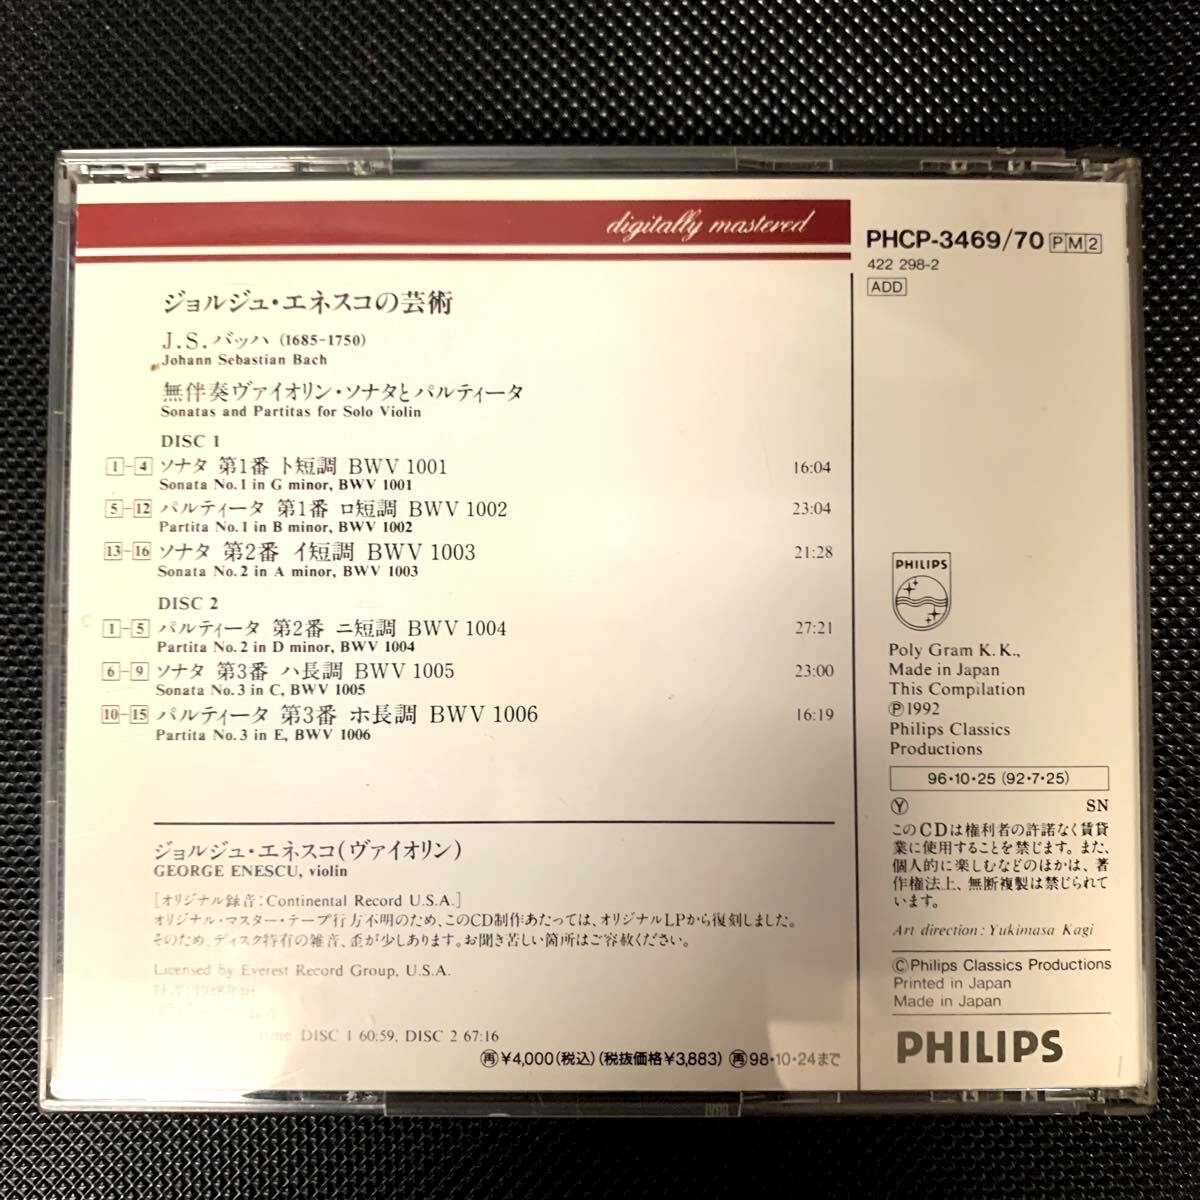 digitally mastered
PHCP-3469/70 PM2
422 298-2
ADD
ジョルジュ・エネスコの芸術
J.S.バッハ (1685-1750)
Johann Sebastian Bach
無伴奏ヴァイオリン・ソナタとパルティータ
Sonatas and Partitas for Solo Violin
DISC 1
1-4 ソナタ 第1番 ト短調 BWV 1001 16:04
Sonata No.1 in G minor, BWV 1001
5-12 パルティータ 第1番 ロ短調 BWV 1002 23:04
Partita No.1 in B minor, BWV 1002
13-16 ソナタ 第2番 イ短調 BWV 1003 21:28
Sonata No.2 in A minor, BWV 1003
DISC 2
1-5 パルティータ 第2番 ニ短調 BWV 1004 27:21
Partita No.2 in D minor, BWV 1004
6-9 ソナタ 第3番 ハ長調 BWV 1005 23:00
Sonata No.3 in C, BWV 1005
10-15 パルティータ 第3番 ホ長調 BWV 1006 16:19
Partita No.3 in E, BWV 1006
ジョルジュ・エネスコ(ヴァイオリン)
GEORGE ENESCU, violin
[オリジナル録音:Continental Record U.S.A.]
オリジナル・マスター・テープ行方不明のため、このCD制作あたっては、オリジナルLPから復刻しました。
そのため、ディスク特有の雑音、歪が少しあります。お聞き苦しい箇所はご容赦ください。
Licensed by Everest Record Group, U.S.A.
DISC 1 60:59, DISC 2 67:16
再¥4,000(税込)(税抜価格¥3,883) 再98・10・24まで
PHILIPS
Poly Gram K.K.,
Made in Japan
This Compilation
Ⓟ1992
Philips Classics
Productions
96・10・25 (92・7・25)
Ⓨ SN
このCDは権利者の許諾なく賃貸
業に使用することを禁じます。また、
個人的に楽しむなどのほかは、著
作権法上、無断複製は禁じられて
います。
Art direction: Yukimasa Kagi
©Philips Classics Productions
Printed in Japan
Made in Japan
PHILIPS